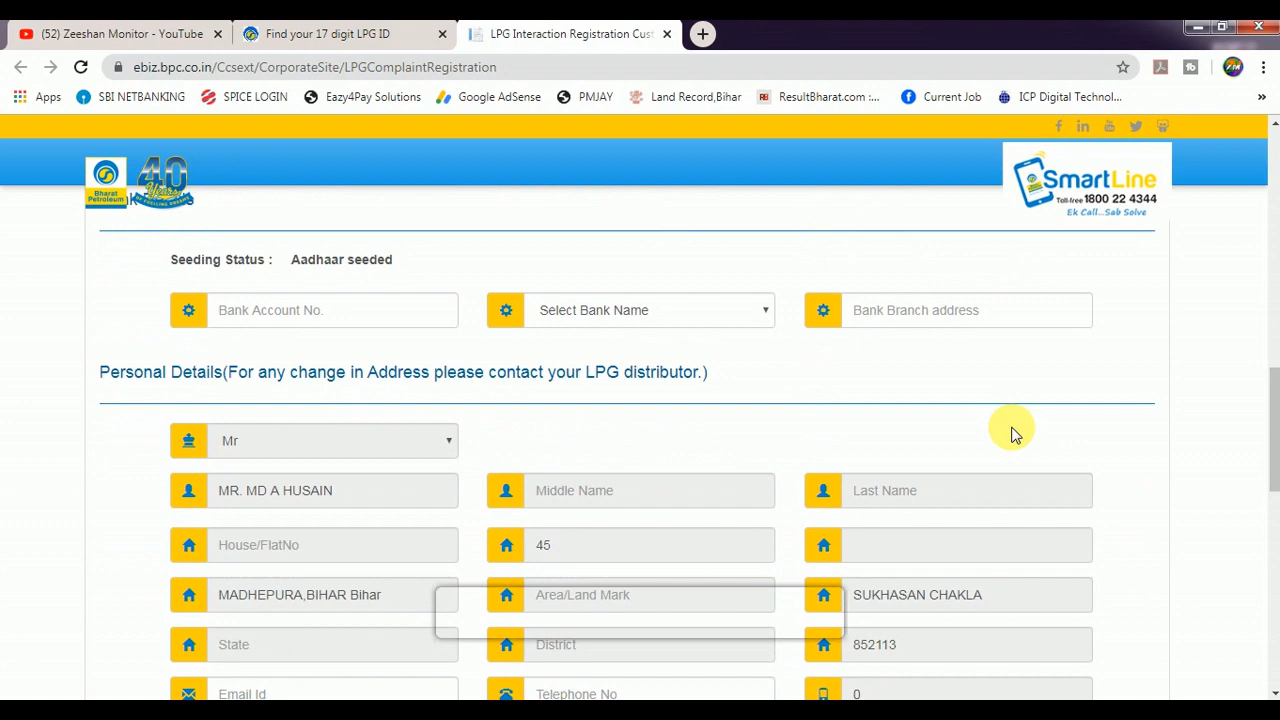 (52) Zeeshan Monitor - YouTube
Find your 17 digit LPG ID
LPG Interaction Registration Cust
ebiz.bpc.co.in/Ccsext/CorporateSite/LPGComplaintRegistration
Apps
SBI NETBANKING
SPICE LOGIN
Eazy4Pay Solutions
Google AdSense
PMJAY
Land Record,Bihar
ResultBharat.com :...
Current Job
ICP Digital Technol...
Bharat
Petroleum
40
Years
SmartLine
Toll-free 1800 22 4344
Ek Call...Sab Solve
Seeding Status : Aadhaar seeded
Bank Account No.
Select Bank Name
Bank Branch address
Personal Details(For any change in Address please contact your LPG distributor.)
Mr
MR. MD A HUSAIN
Middle Name
Last Name
House/FlatNo
45
MADHEPURA,BIHAR Bihar
Area/Land Mark
SUKHASAN CHAKLA
State
District
852113
Email Id
Telephone No
0